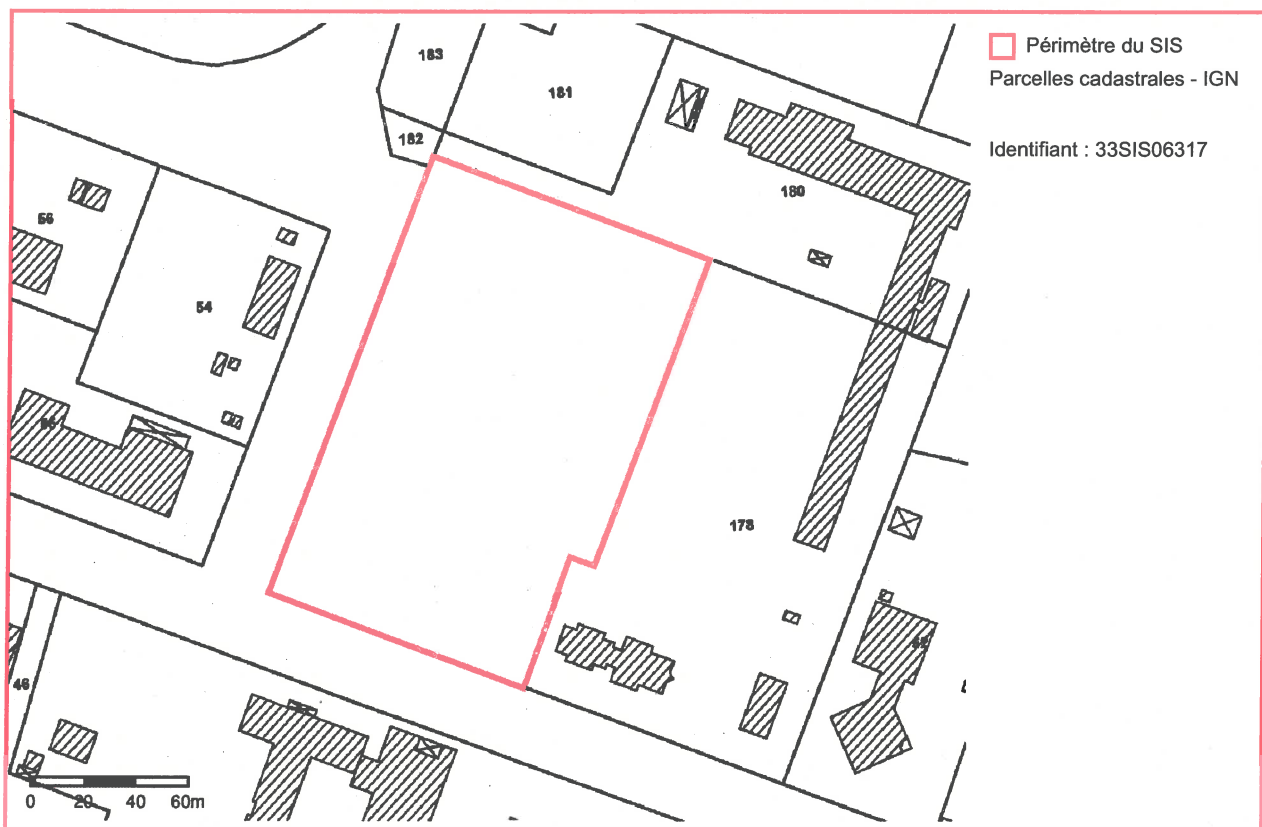 Périmètre du SIS
Parcelles cadastrales - IGN
Identifiant : 33SIS06317
183
181
182
180
56
54
178
46
0 20 40 60m